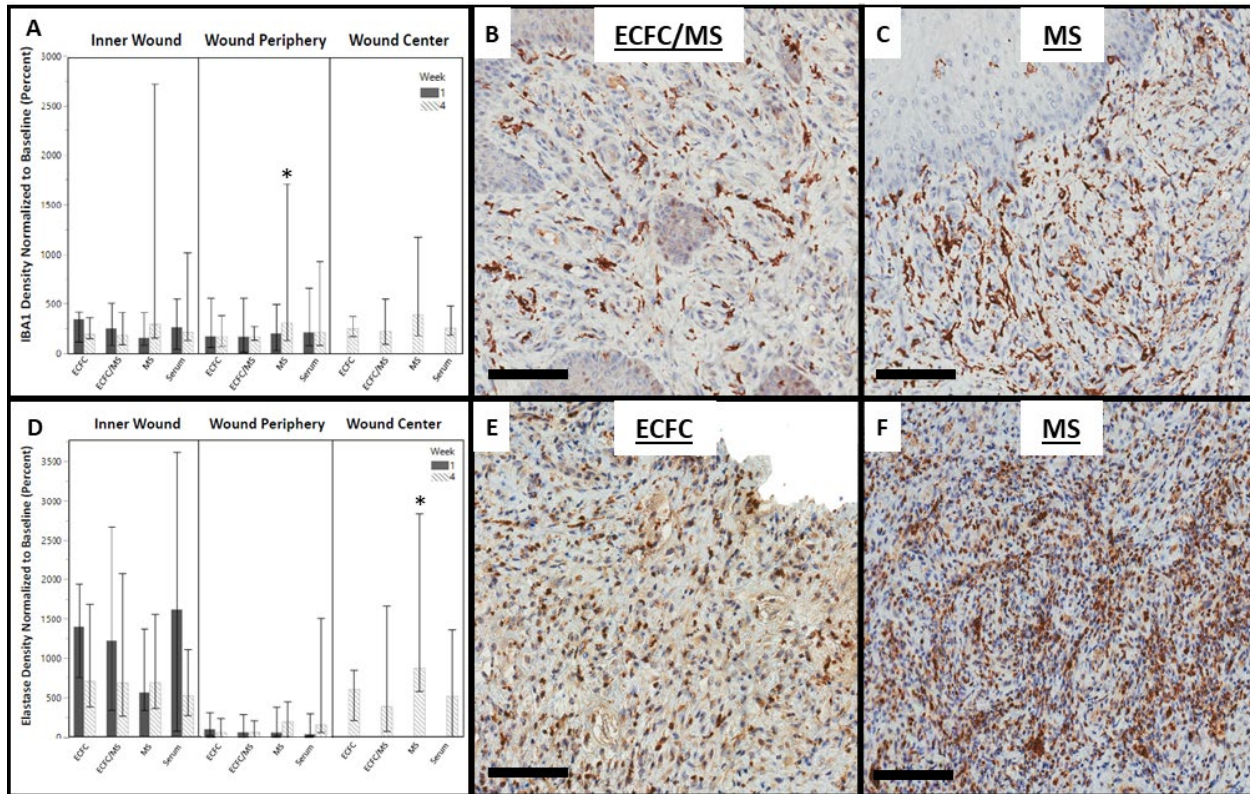 A
Inner Wound Wound Periphery Wound Center
IBA1 Density Normalized to Baseline (Percent)
3000
2500
2000
1500
1000
500
0
Week
1
4
*
ECFC ECFC/MS MS Serum ECFC ECFC/MS MS Serum ECFC ECFC/MS MS Serum
B
ECFC/MS
C
MS
D
Inner Wound Wound Periphery Wound Center
Elastase Density Normalized to Baseline (Percent)
3500
3000
2500
2000
1500
1000
500
0
Week
1
4
*
ECFC ECFC/MS MS Serum ECFC ECFC/MS MS Serum ECFC ECFC/MS MS Serum
E
ECFC
F
MS